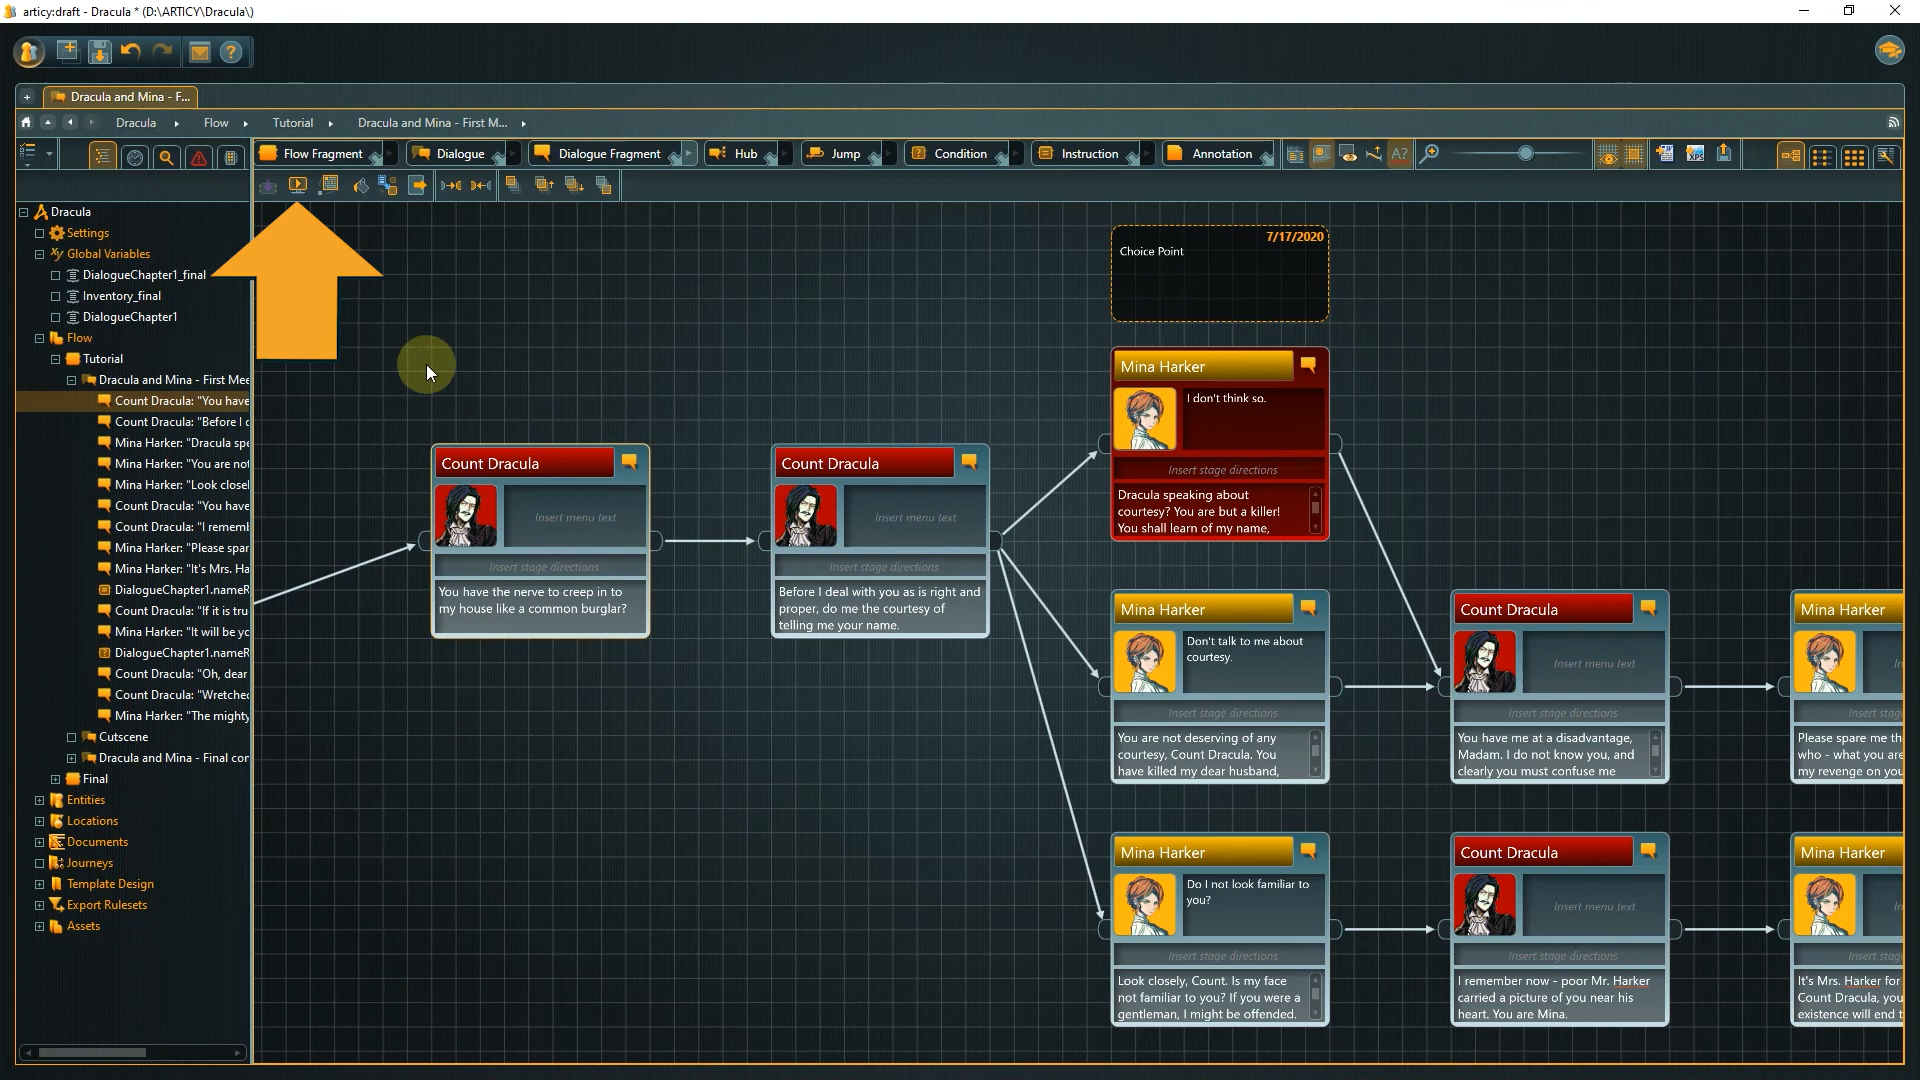 articy:draft - Dracula * (D:\ARTICY\Dracula\)
Dracula and Mina - F...
Dracula
Flow
Tutorial
Dracula and Mina - First M...
Flow Fragment
Dialogue
Dialogue Fragment
Hub
Jump
Condition
Instruction
Annotation
Dracula
Settings
Global Variables
DialogueChapter1_final
Inventory_final
DialogueChapter1
Flow
Tutorial
Dracula and Mina - First Mee
Count Dracula: "You have
Count Dracula: "Before I d
Mina Harker: "Dracula spe
Mina Harker: "You are not
Mina Harker: "Look closel
Count Dracula: "You have
Count Dracula: "I rememb
Mina Harker: "Please spar
Mina Harker: "It's Mrs. Ha
DialogueChapter1.nameR
Count Dracula: "If it is tru
Mina Harker: "It will be yo
DialogueChapter1.nameR
Count Dracula: "Oh, dear
Count Dracula: "Wretched
Mina Harker: "The mighty
Cutscene
Dracula and Mina - Final con
Final
Entities
Locations
Documents
Journeys
Template Design
Export Rulesets
Assets
7/17/2020
Choice Point
Count Dracula
Insert menu text
Insert stage directions
You have the nerve to creep in to
my house like a common burglar?
Count Dracula
Insert menu text
Insert stage directions
Before I deal with you as is right and
proper, do me the courtesy of
telling me your name.
Mina Harker
I don't think so.
Insert stage directions
Dracula speaking about
courtesy? You are but a killer!
You shall learn of my name,
Mina Harker
Don't talk to me about
courtesy.
Insert stage directions
You are not deserving of any
courtesy, Count Dracula. You
have killed my dear husband,
Count Dracula
Insert menu text
Insert stage directions
You have me at a disadvantage,
Madam. I do not know you, and
clearly you must confuse me
Mina Harker
In
Insert stag
Please spare me th
who - what you are
my revenge on you
Mina Harker
Do I not look familiar to
you?
Insert stage directions
Look closely, Count. Is my face
not familiar to you? If you were a
gentleman, I might be offended.
Count Dracula
Insert menu text
Insert stage directions
I remember now - poor Mr. Harker
carried a picture of you near his
heart. You are Mina.
Mina Harker
In
Insert stag
It's Mrs. Harker for
Count Dracula, you
existence will end t